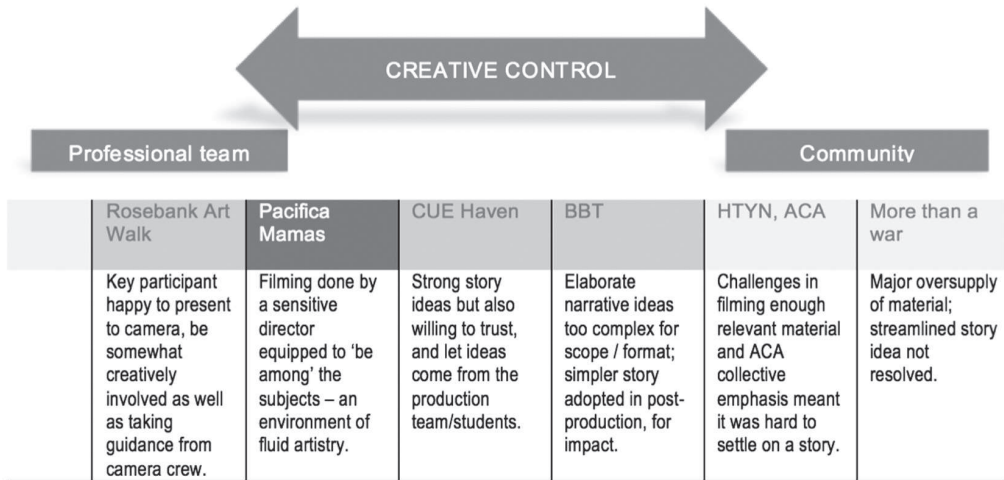 CREATIVE CONTROL
Professional team
Community
Rosebank Art
Walk
Key participant
happy to present
to camera, be
somewhat
creatively
involved as well
as taking
guidance from
camera crew.
Pacifica
Mamas
Filming done by
a sensitive
director
equipped to ‘be
among’ the
subjects – an
environment of
fluid artistry.
CUE Haven
Strong story
ideas but also
willing to trust,
and let ideas
come from the
production
team/students.
BBT
Elaborate
narrative ideas
too complex for
scope / format;
simpler story
adopted in post-
production, for
impact.
HTYN, ACA
Challenges in
filming enough
relevant material
and ACA
collective
emphasis meant
it was hard to
settle on a story.
More than a
war
Major oversupply
of material;
streamlined story
idea not
resolved.